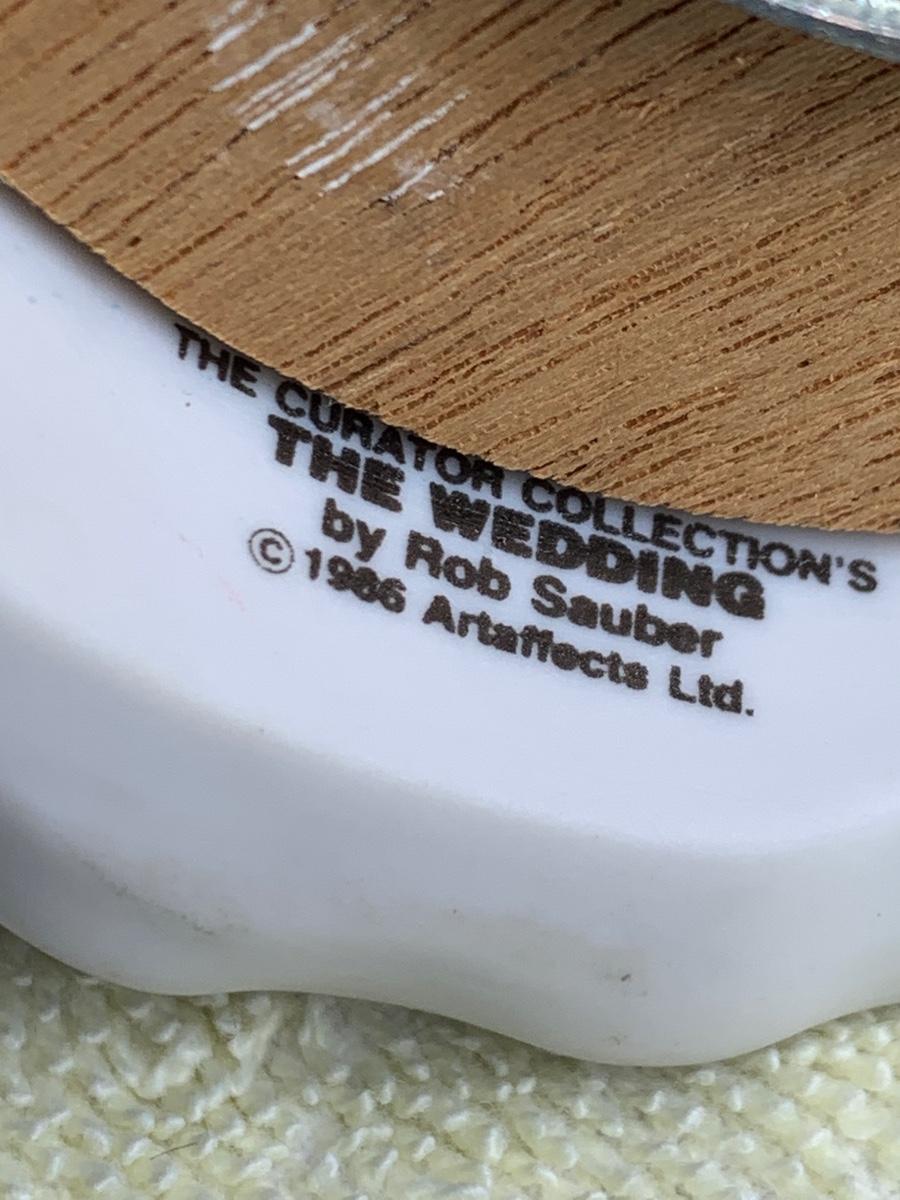 THE CURATOR COLLECTION'S
THE WEDDING
by Rob Sauber
©1986 Artaffects Ltd.